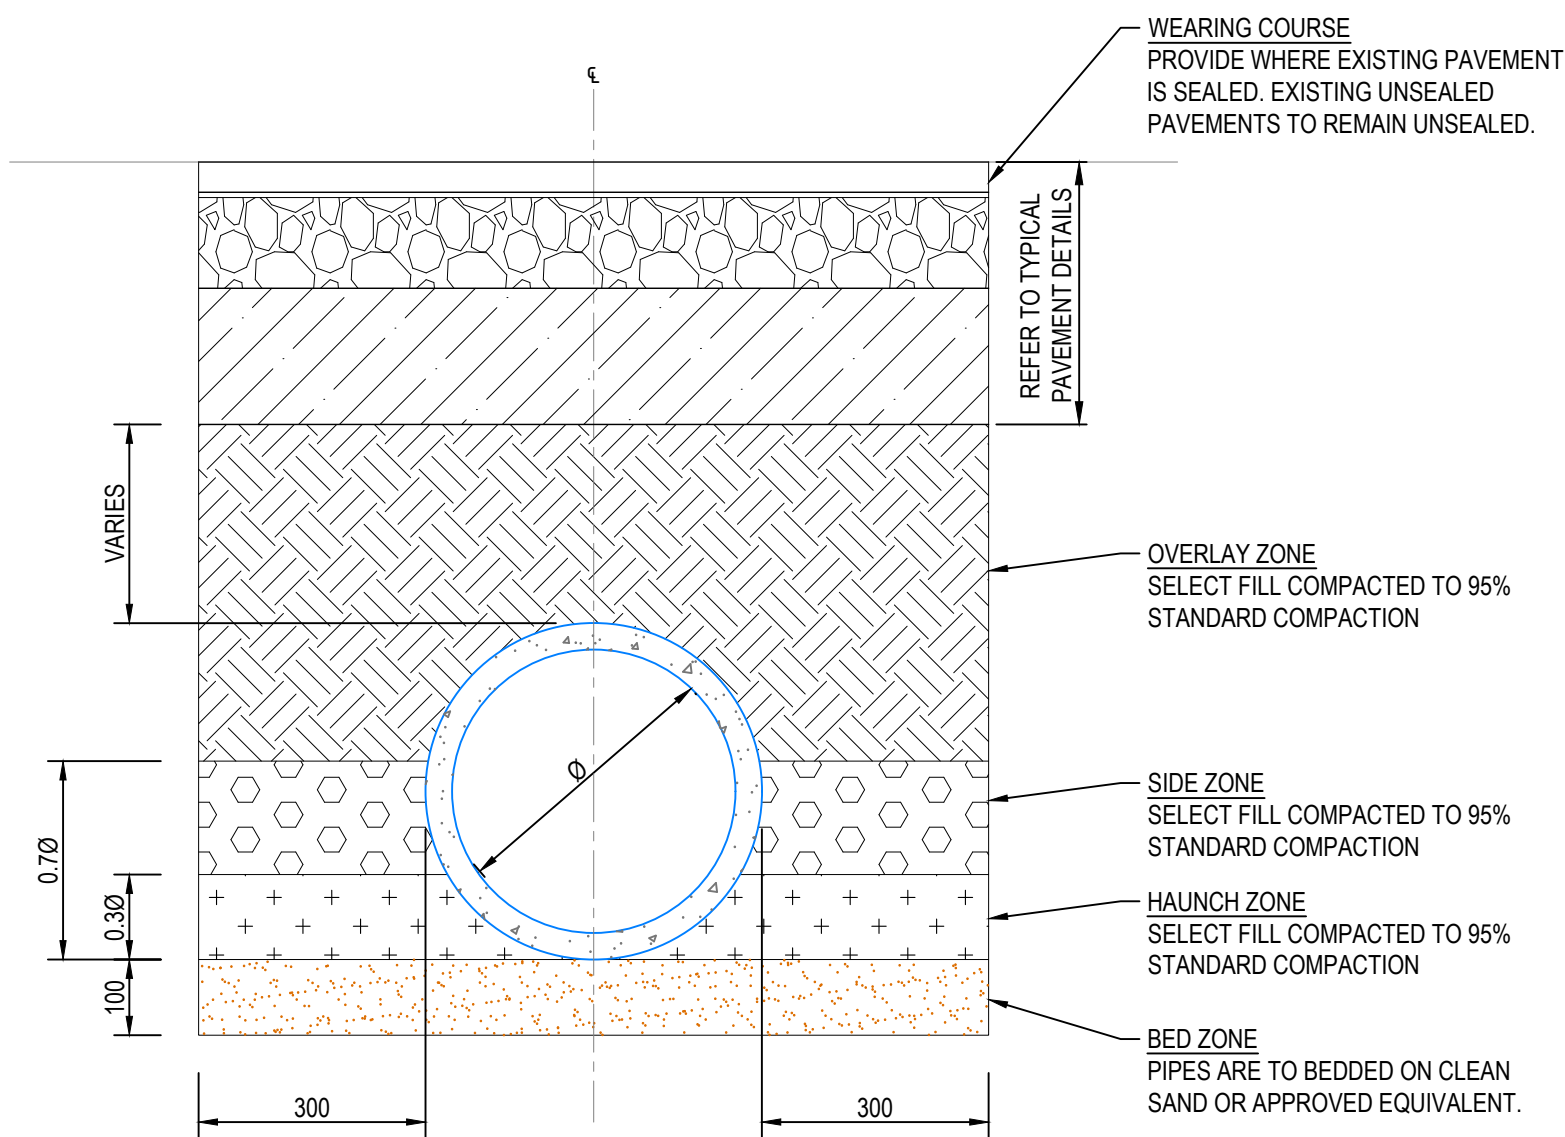 WEARING COURSE
PROVIDE WHERE EXISTING PAVEMENT
IS SEALED. EXISTING UNSEALED
PAVEMENTS TO REMAIN UNSEALED.
℄
REFER TO TYPICAL
PAVEMENT DETAILS
VARIES
OVERLAY ZONE
SELECT FILL COMPACTED TO 95%
STANDARD COMPACTION
Ø
SIDE ZONE
SELECT FILL COMPACTED TO 95%
STANDARD COMPACTION
0.7Ø
0.3Ø
HAUNCH ZONE
SELECT FILL COMPACTED TO 95%
STANDARD COMPACTION
100
BED ZONE
PIPES ARE TO BEDDED ON CLEAN
SAND OR APPROVED EQUIVALENT.
300
300